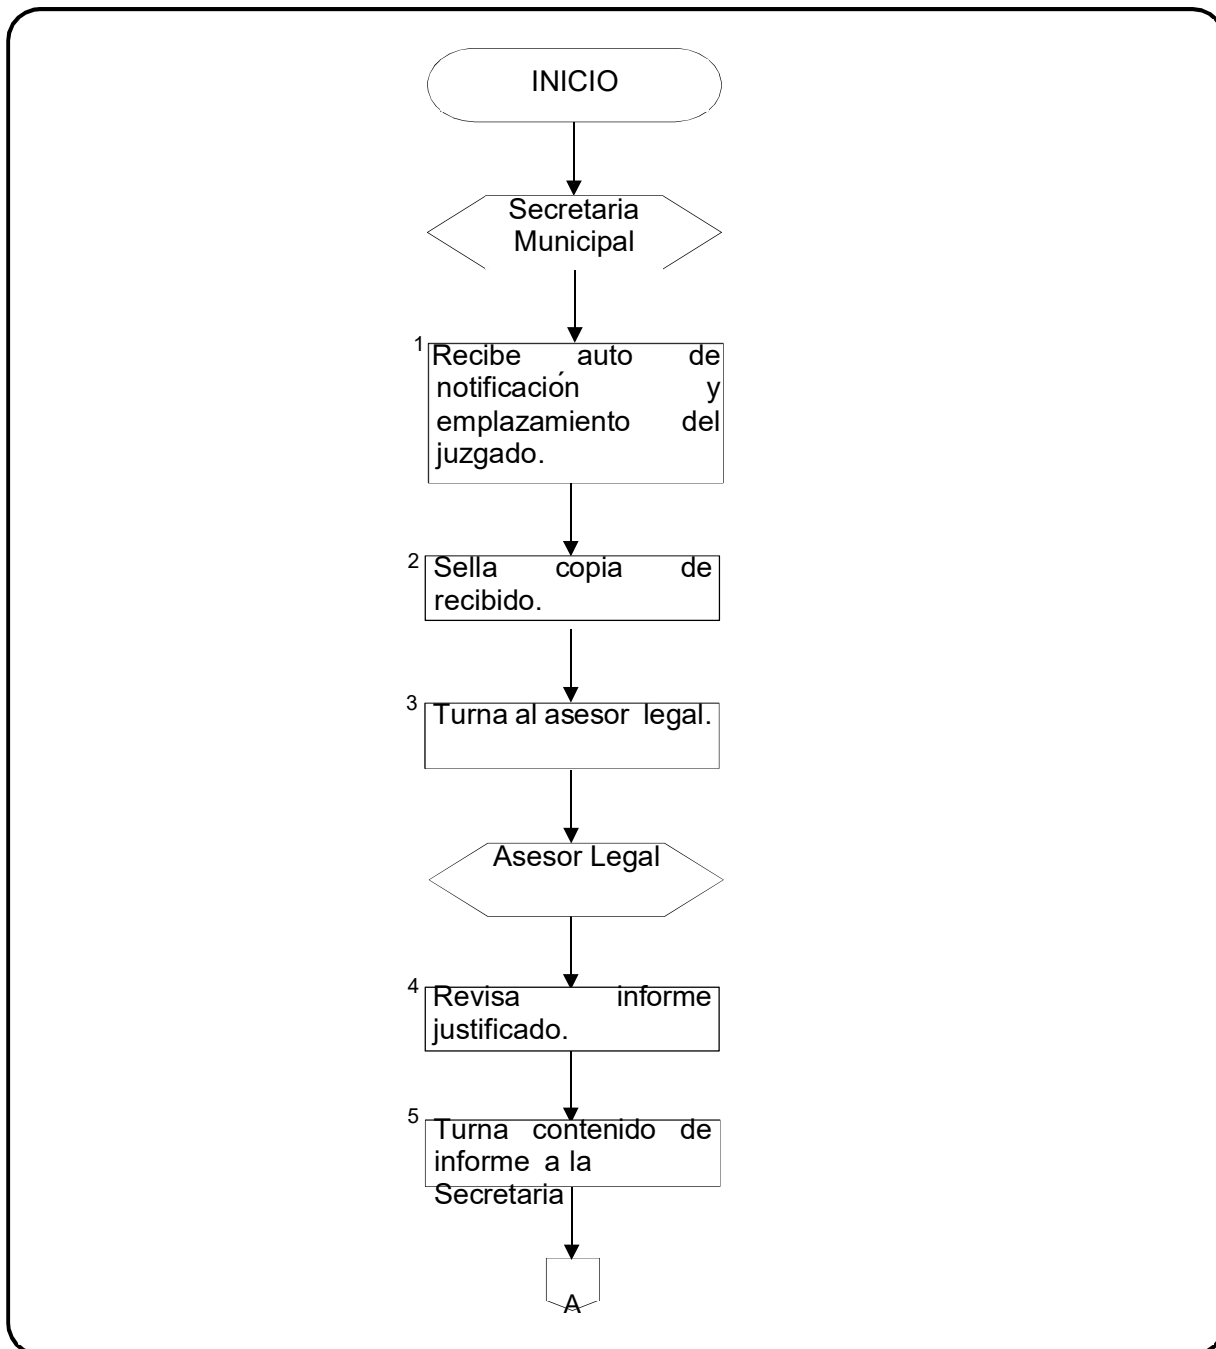 INICIO
Secretaria
Municipal
1
Recibe auto de
notificación y
emplazamiento del
juzgado.
2
Sella copia de
recibido.
3
Turna al asesor legal.
Asesor Legal
4
Revisa informe
justificado.
5
Turna contenido de
informe a la
Secretaria
A